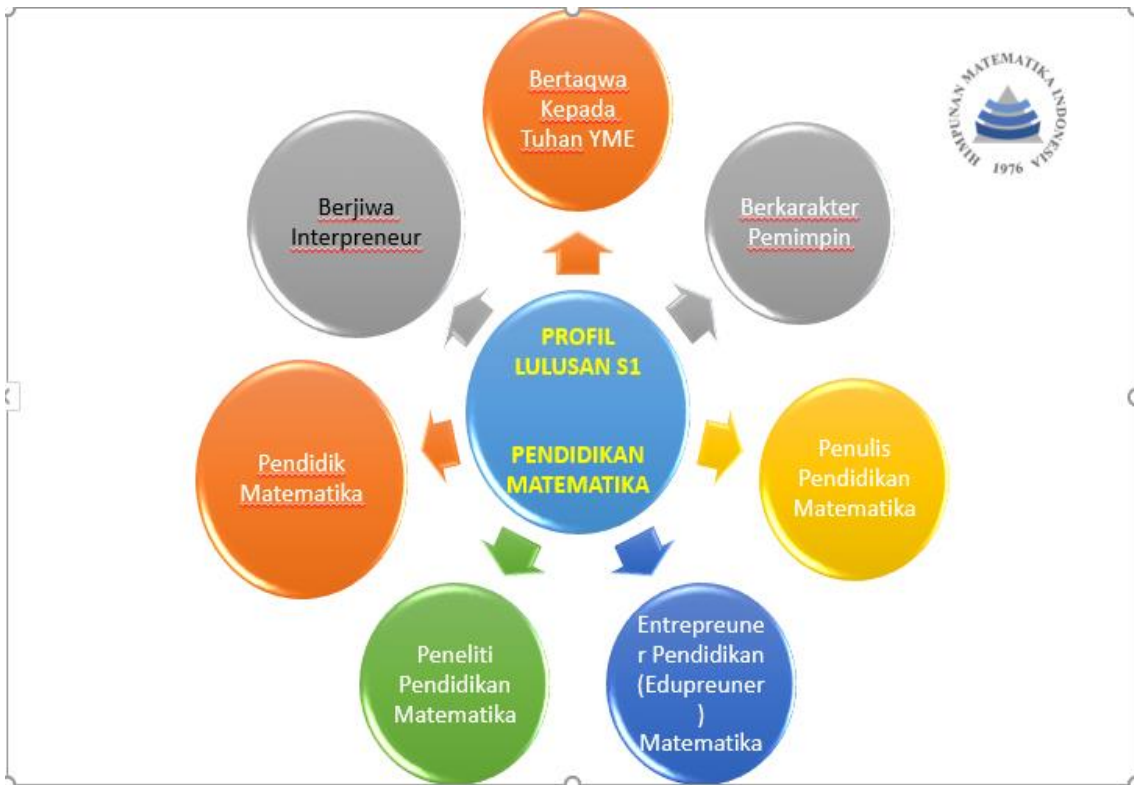 Bertaqwa
Kepada
Tuhan YME
HIMPUNAN MATEMATIKA INDONESIA
1976
Berjiwa
Interpreneur
Berkarakter
Pemimpin
PROFIL
LULUSAN S1
PENDIDIKAN
MATEMATIKA
Pendidik
Matematika
Penulis
Pendidikan
Matematika
Peneliti
Pendidikan
Matematika
Entrepreune
r Pendidikan
(Edupreuner
)
Matematika